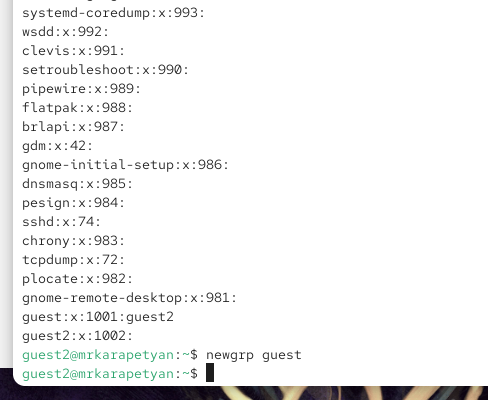 systemd-coredump:x:993:
wsdd:x:992:
clevis:x:991:
setroubleshoot:x:990:
pipewire:x:989:
flatpak:x:988:
brlapi:x:987:
gdm:x:42:
gnome-initial-setup:x:986:
dnsmasq:x:985:
pesign:x:984:
sshd:x:74:
chrony:x:983:
tcpdump:x:72:
plocate:x:982:
gnome-remote-desktop:x:981:
guest:x:1001:guest2
guest2:x:1002:
guest2@mrkarapetyan:~$ newgrp guest
guest2@mrkarapetyan:~$